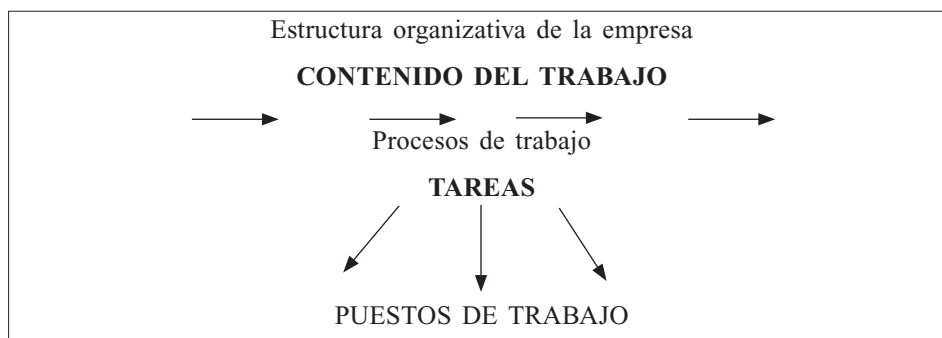 Estructura organizativa de la empresa
CONTENIDO DEL TRABAJO
Procesos de trabajo
TAREAS
PUESTOS DE TRABAJO